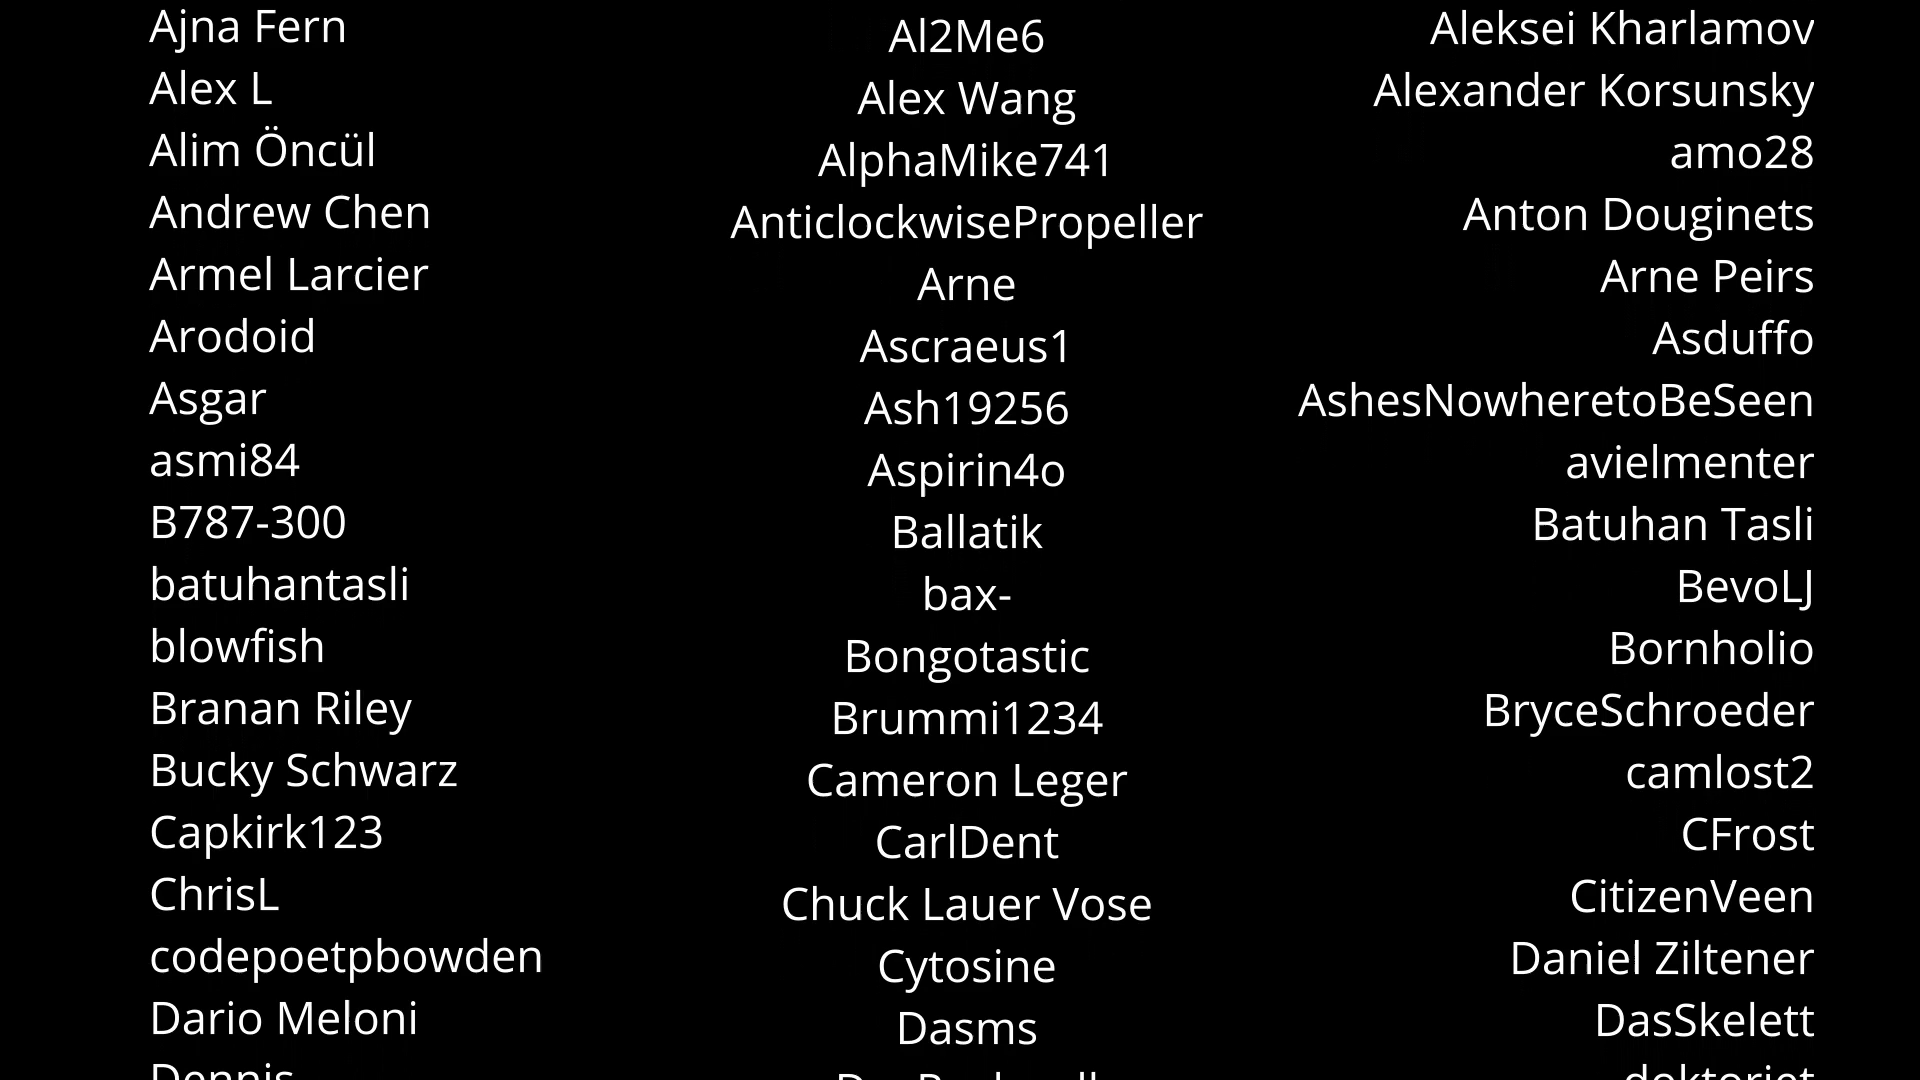 Ajna Fern
Al2Me6
Aleksei Kharlamov
Alex L
Alex Wang
Alexander Korsunsky
Alim Öncül
AlphaMike741
amo28
Andrew Chen
AnticlockwisePropeller
Anton Douginets
Armel Larcier
Arne
Arne Peirs
Arodoid
Ascraeus1
Asduffo
Asgar
Ash19256
AshesNowheretoBeSeen
asmi84
Aspirin4o
avielmenter
B787-300
Ballatik
Batuhan Tasli
batuhantasli
bax-
BevoLJ
blowfish
Bongotastic
Bornholio
Branan Riley
Brummi1234
BryceSchroeder
Bucky Schwarz
Cameron Leger
camlost2
Capkirk123
CarlDent
CFrost
ChrisL
Chuck Lauer Vose
CitizenVeen
codepoetpbowden
Cytosine
Daniel Ziltener
Dario Meloni
Dasms
DasSkelett
Dennis